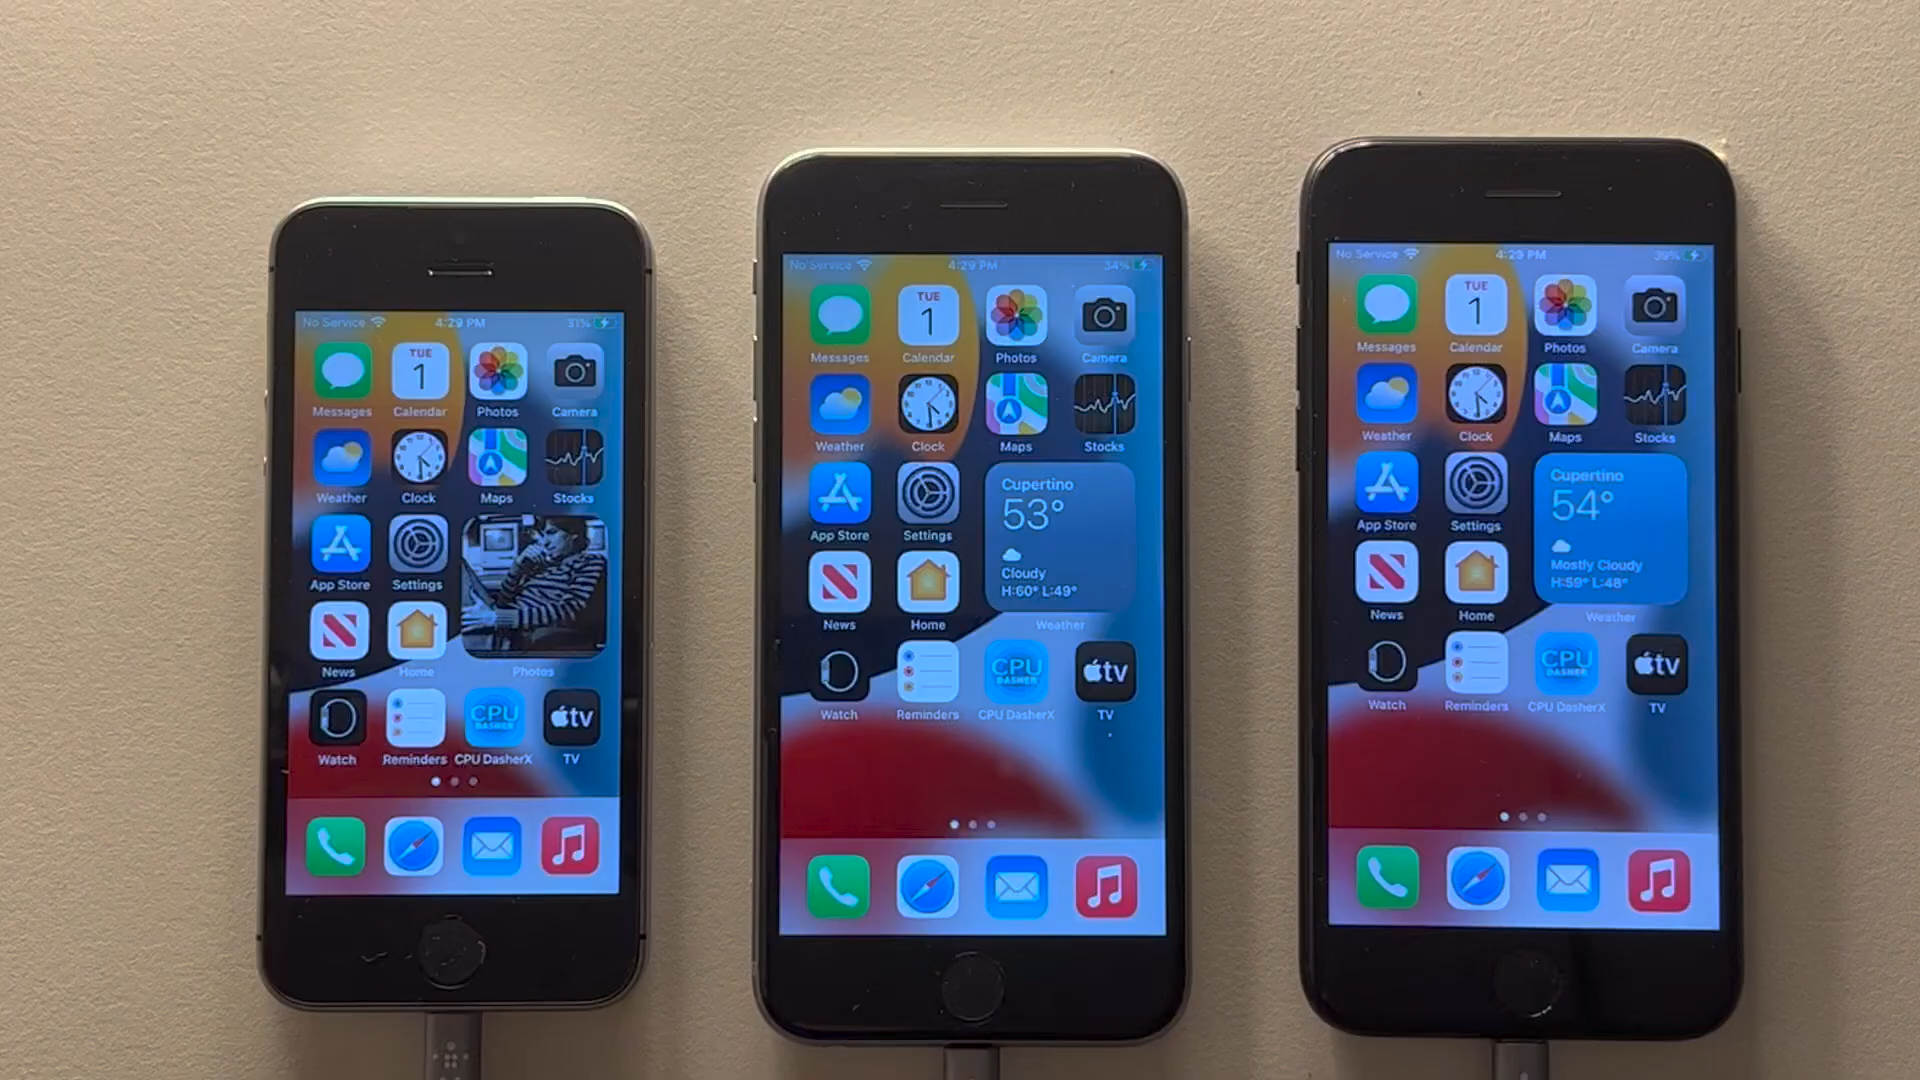 No Service 4:29 PM 31%
TUE
1
Messages Calendar Photos Camera
Weather Clock Maps Stocks
App Store Settings
News Home Photos
CPU
DASHER
tv
Watch Reminders CPU DasherX TV
No Service 4:29 PM 34%
TUE
1
Messages Calendar Photos Camera
Weather Clock Maps Stocks
Cupertino
53°
App Store Settings
Cloudy
H:60° L:49°
News Home Weather
CPU
DASHER
tv
Watch Reminders CPU DasherX TV
No Service 4:29 PM 39%
TUE
1
Messages Calendar Photos Camera
Weather Clock Maps Stocks
Cupertino
54°
App Store Settings
Mostly Cloudy
H:59° L:48°
News Home Weather
CPU
DASHER
tv
Watch Reminders CPU DasherX TV